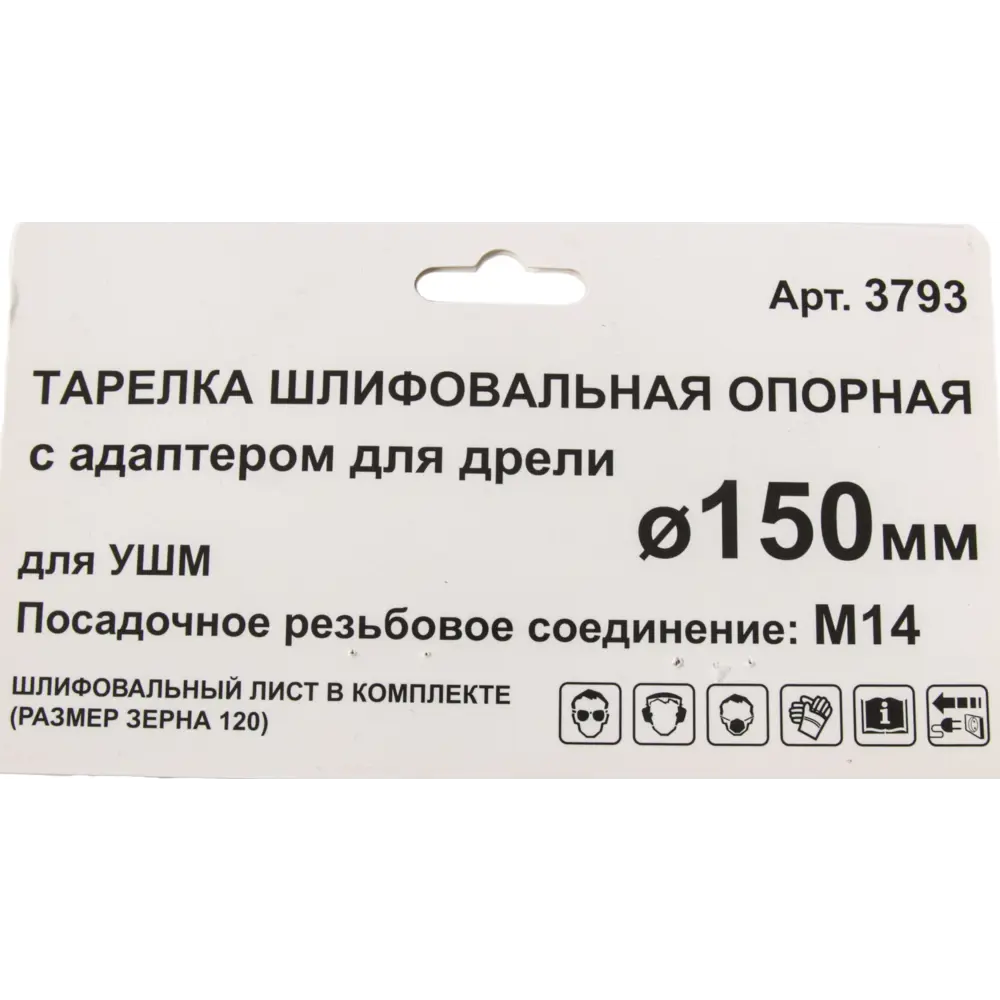 Арт. 3793
ТАРЕЛКА ШЛИФОВАЛЬНАЯ ОПОРНАЯ
с адаптером для дрели
ø150мм
для УШМ
Посадочное резьбовое соединение: М14
ШЛИФОВАЛЬНЫЙ ЛИСТ В КОМПЛЕКТЕ
(РАЗМЕР ЗЕРНА 120)
i